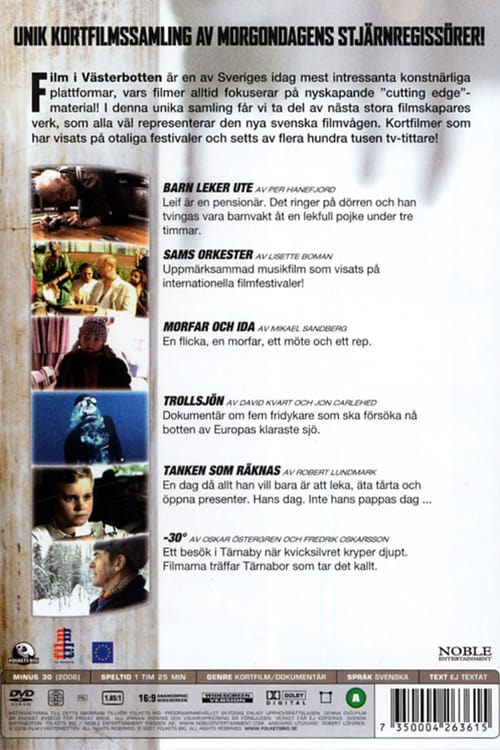 UNIK KORTFILMSSAMLING AV MORGONDAGENS STJÄRNREGISSÖRER!
Film i Västerbotten är en av Sveriges idag mest intressanta konstnärliga
plattformar, vars filmer alltid fokuserar på nyskapande "cutting edge"-
material! I denna unika samling får vi ta del av nästa stora filmskapares
verk, som alla väl representerar den nya svenska filmvågen. Kortfilmer som
har visats på otaliga festivaler och setts av flera hundra tusen tv-tittare!
BARN LEKER UTE AV PER HANEFJORD
Leif är en pensionär. Det ringer på dörren och han
tvingas vara barnvakt åt en lekfull pojke under tre
timmar.
SAMS ORKESTER AV LISETTE BOMAN
Uppmärksammad musikfilm som visats på
internationella filmfestivaler!
MORFAR OCH IDA AV MIKAEL SANDBERG
En flicka, en morfar, ett möte och ett rep.
TROLLSJÖN AV DAVID KVART OCH JON CARLEHED
Dokumentär om fem fridykare som ska försöka nå
botten av Europas klaraste sjö.
TANKEN SOM RÄKNAS AV ROBERT LUNDMARK
En dag då allt han vill bara är att leka, äta tårta och
öppna presenter. Hans dag. Inte hans pappas dag ...
-30° AV OSKAR ÖSTERGREN OCH FREDRIK OSKARSSON
Ett besök i Tärnaby när kvicksilvret kryper djupt.
Filmarna träffar Tärnabor som tar det kallt.
FOLKETS BIO
film
NOBLE
ENTERTAINMENT
MINUS 30 (2006) SPELTID 1 TIM 25 MIN GENRE KORTFILM/DOKUMENTÄR SPRÅK SVENSKA TEXT EJ TEXTAT
DVD VIDEO 1.85:1 16:9 ANAMORPHIC WIDESCREEN WIDESCREEN VERSION DOLBY DIGITAL A
7 350004 263615